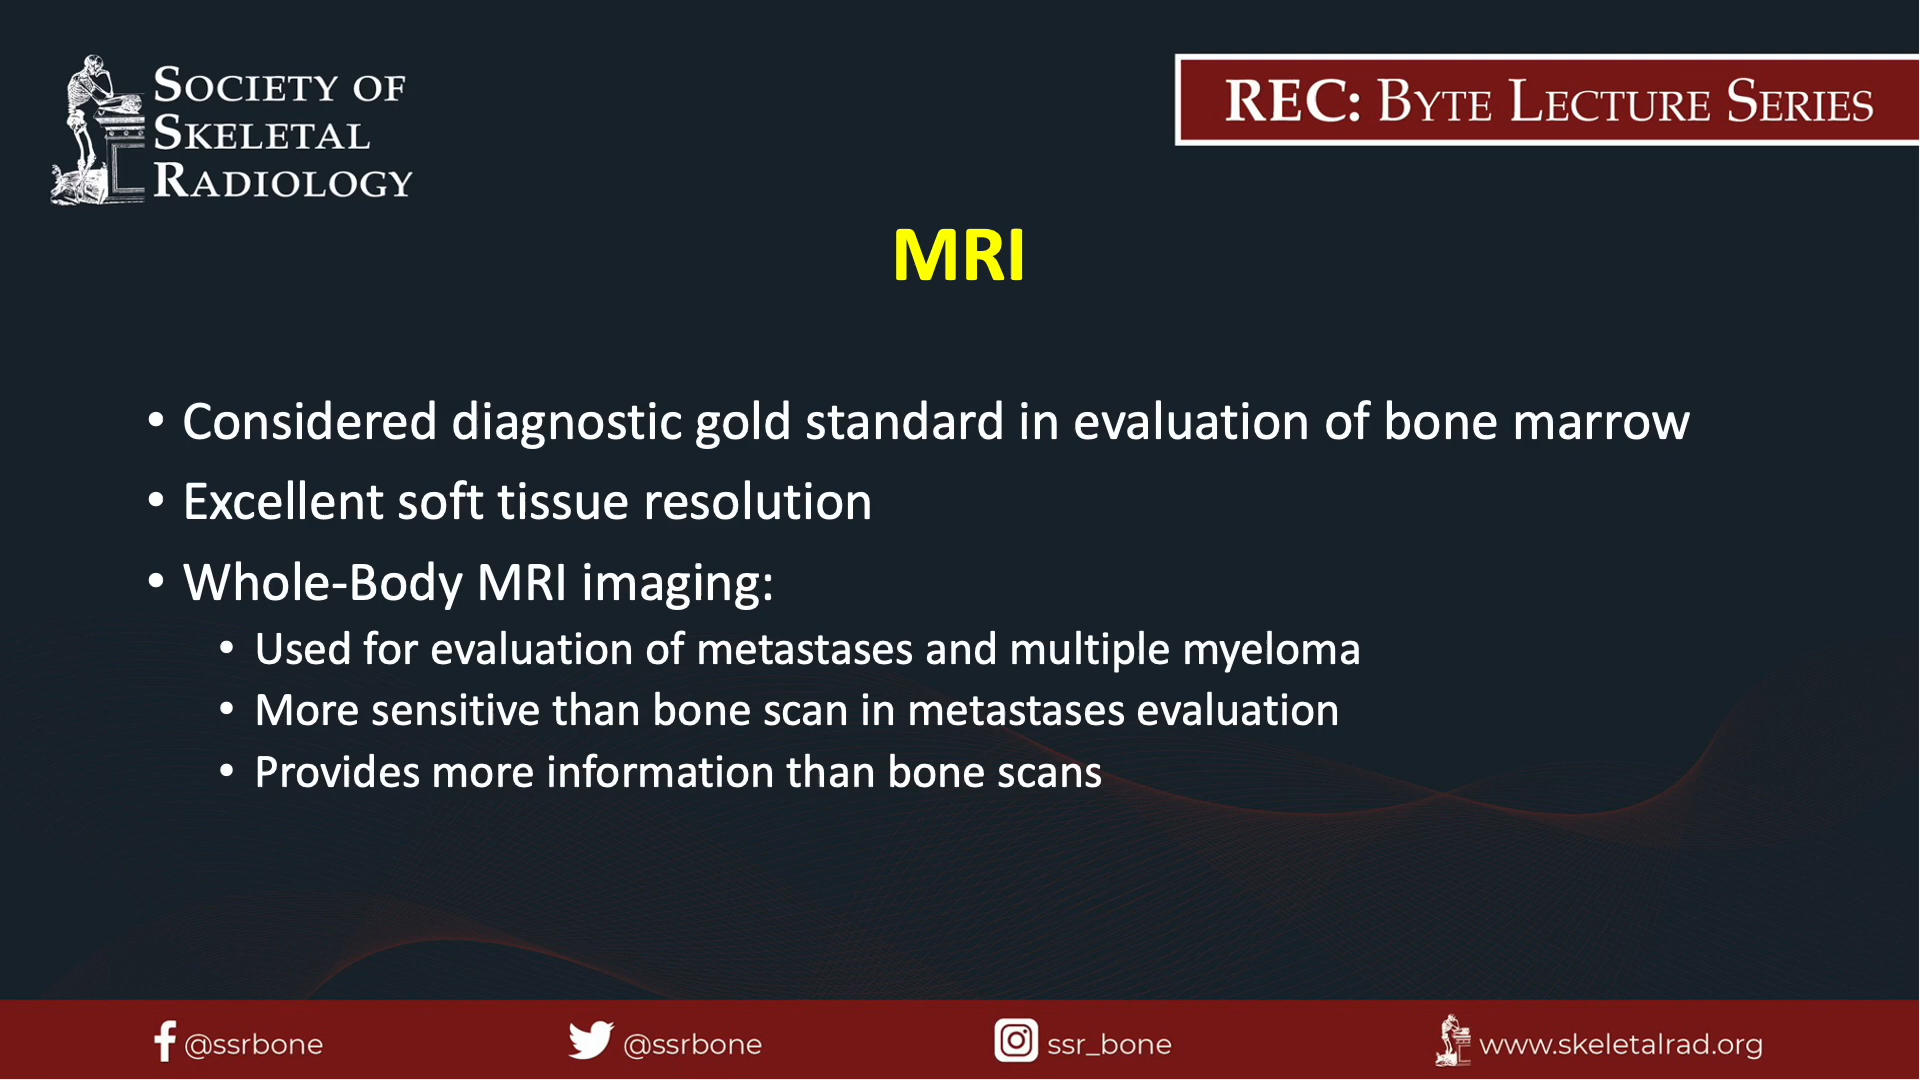 SOCIETY OF
SKELETAL
RADIOLOGY
REC: BYTE LECTURE SERIES
MRI
• Considered diagnostic gold standard in evaluation of bone marrow
• Excellent soft tissue resolution
• Whole-Body MRI imaging:
• Used for evaluation of metastases and multiple myeloma
• More sensitive than bone scan in metastases evaluation
• Provides more information than bone scans
@ssrbone
@ssrbone
ssr_bone
www.skeletalrad.org